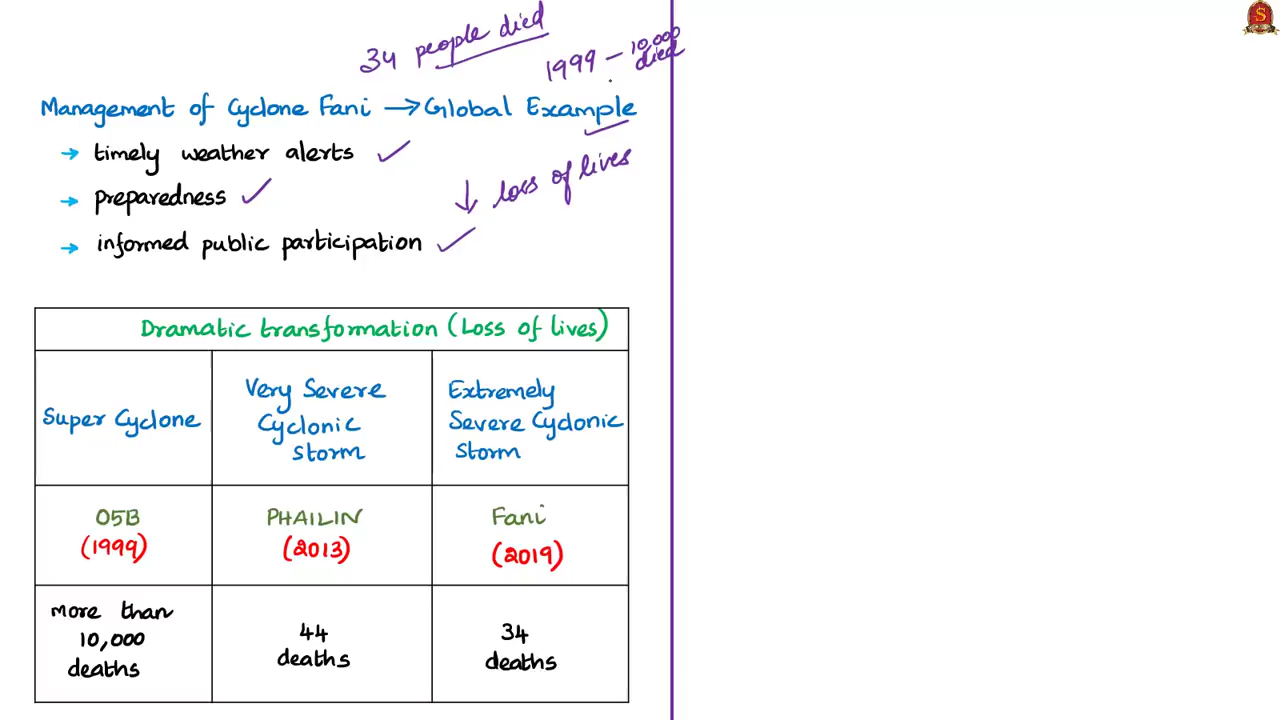 34 people died
1999 - 10,000 died
Management of Cyclone Fani → Global Example
→ timely weather alerts ✓
→ preparedness ✓
↓ loss of lives
→ informed public participation ✓
Dramatic transformation (Loss of lives)
Super Cyclone
Very Severe
Cyclonic
storm
Extremely
Severe Cyclonic
storm
05B
(1999)
PHAILIN
(2013)
Fani
(2019)
More than
10,000
deaths
44
deaths
34
deaths
S